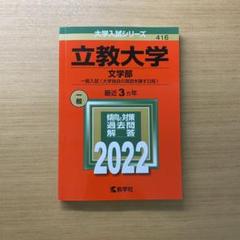 大学入試シリーズ
416
立教大学
文学部
一般入試〈大学独自の英語を課す日程〉
最近3カ年
一般
傾向と対策
過去問
解答
2022
教学社